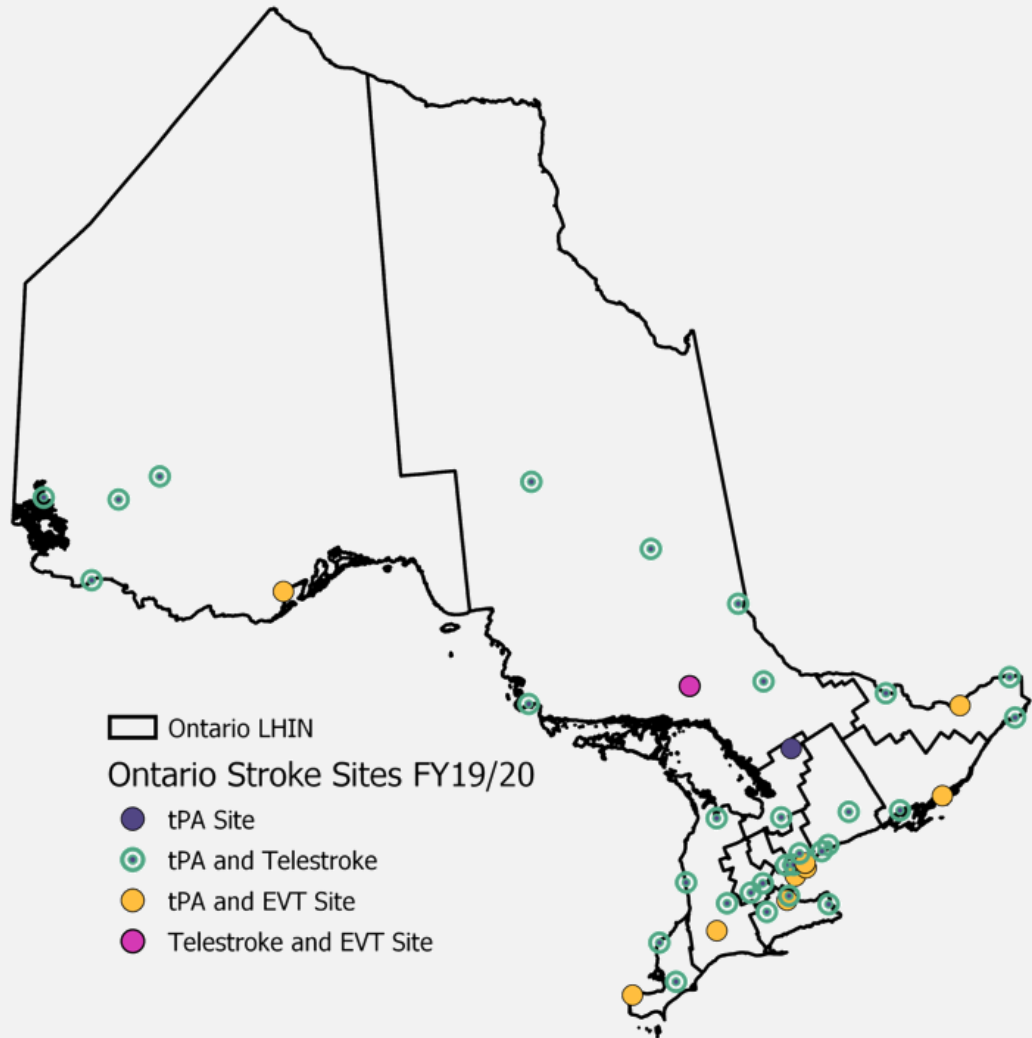 Ontario LHIN
Ontario Stroke Sites FY19/20
tPA Site
tPA and Telestroke
tPA and EVT Site
Telestroke and EVT Site